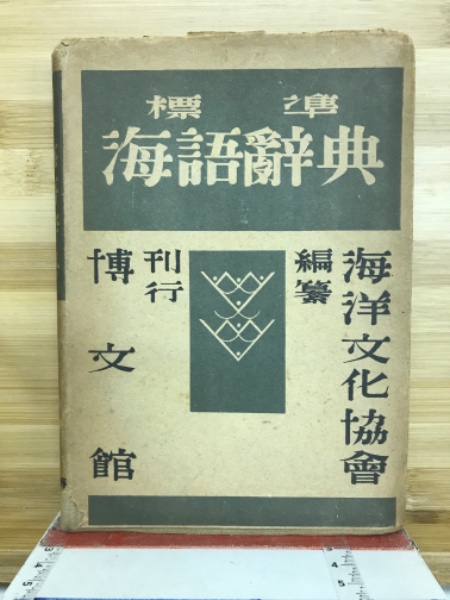 標準
海語辭典
海洋文化協會
編纂
刊行
博文館